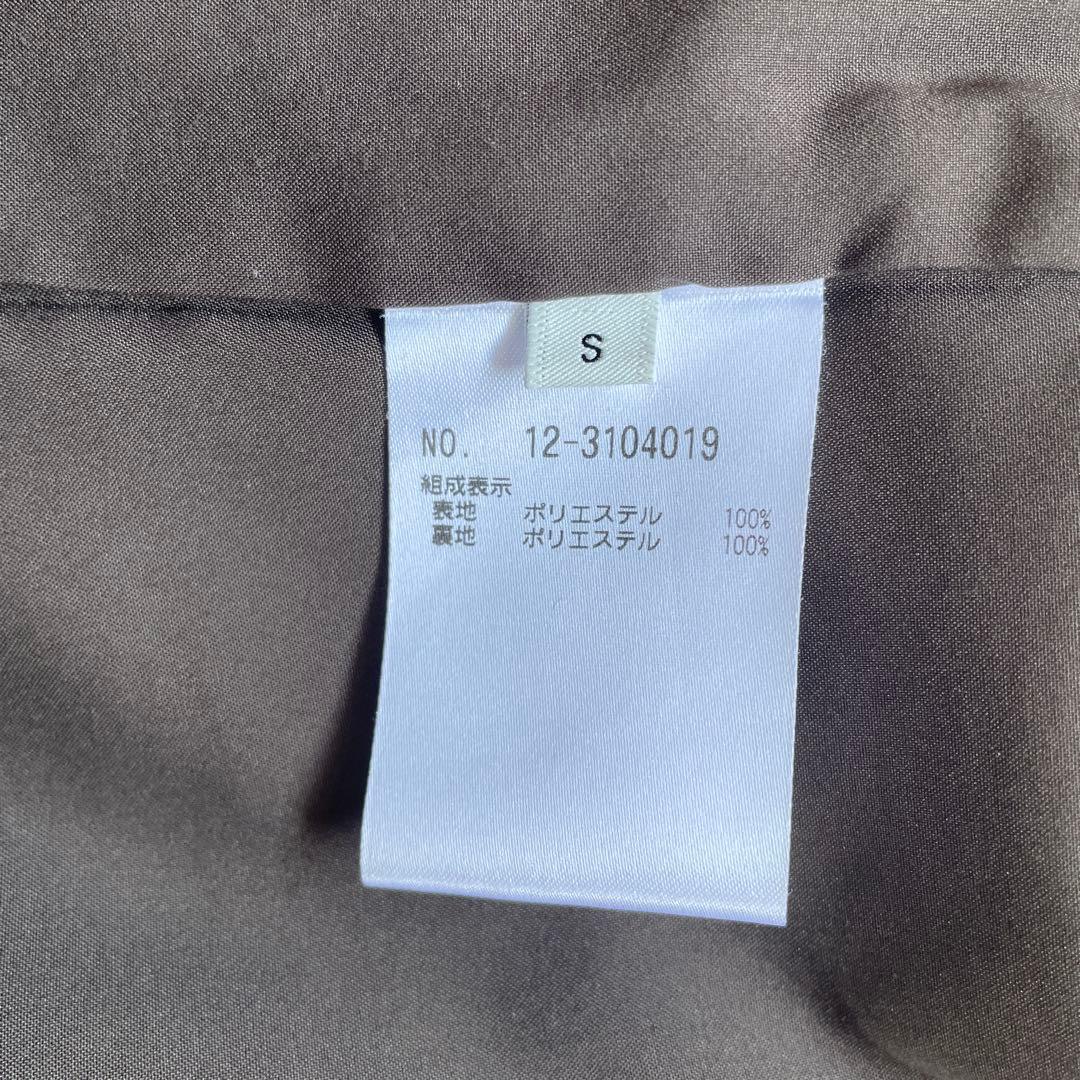 S
NO. 12-3104019
組成表示
表地 ポリエステル 100%
裏地 ポリエステル 100%